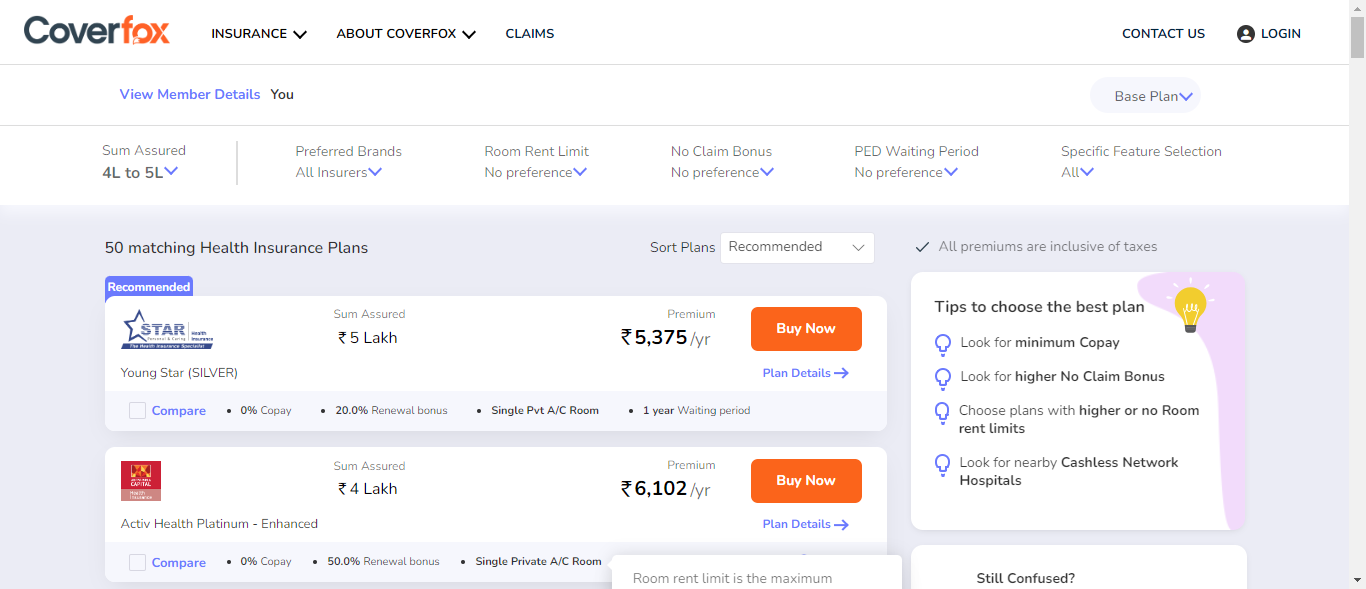 Coverfox INSURANCE ABOUT COVERFOX CLAIMS CONTACT US LOGIN
View Member Details You Base Plan
Sum Assured Preferred Brands Room Rent Limit No Claim Bonus PED Waiting Period Specific Feature Selection
4L to 5L All Insurers No preference No preference No preference All
50 matching Health Insurance Plans Sort Plans Recommended
All premiums are inclusive of taxes
Recommended
STAR Health Insurance
Personal & Caring
The Health Insurance Specialist
Sum Assured Premium
₹ 5 Lakh ₹5,375 /yr Buy Now
Young Star (SILVER) Plan Details
Compare • 0% Copay • 20.0% Renewal bonus • Single Pvt A/C Room • 1 year Waiting period
CAPITAL
Health
Insurance
Sum Assured Premium
₹ 4 Lakh ₹6,102 /yr Buy Now
Activ Health Platinum - Enhanced Plan Details
Compare • 0% Copay • 50.0% Renewal bonus • Single Private A/C Room
Room rent limit is the maximum
Tips to choose the best plan
Look for minimum Copay
Look for higher No Claim Bonus
Choose plans with higher or no Room
rent limits
Look for nearby Cashless Network
Hospitals
Still Confused?